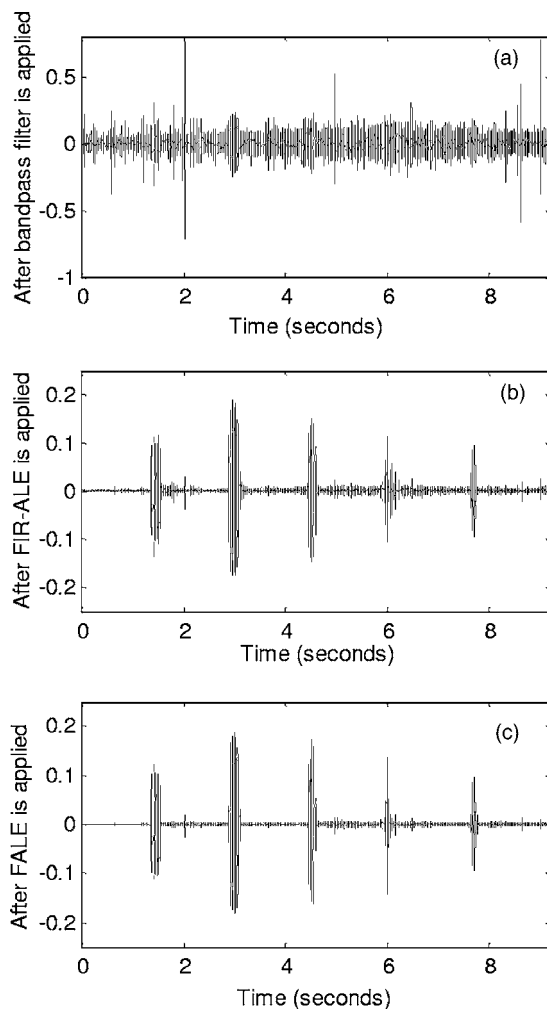 After bandpass filter is applied
(a)
0.5
0
-0.5
-1
0 2 4 6 8
Time (seconds)
After FIR-ALE is applied
(b)
0.2
0.1
0
-0.1
-0.2
0 2 4 6 8
Time (seconds)
After FALE is applied
(c)
0.2
0.1
0
-0.1
-0.2
0 2 4 6 8
Time (seconds)